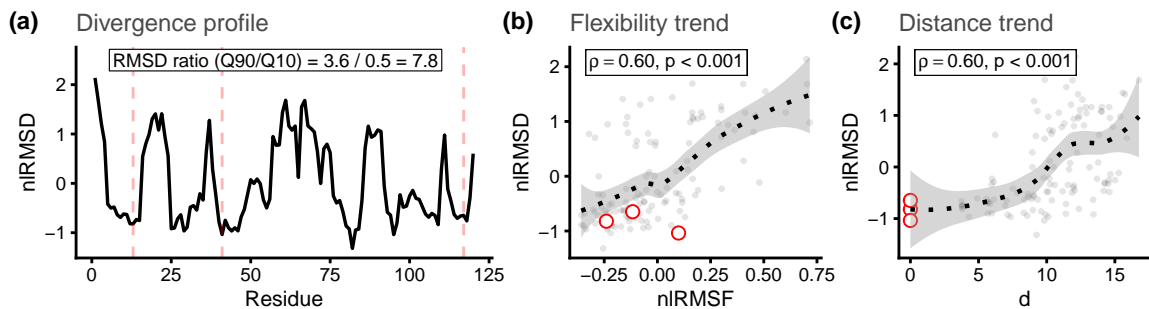 (a) Divergence profile
RMSD ratio (Q90/Q10) = 3.6 / 0.5 = 7.8
nlRMSD
2
1
0
−1
0 25 50 75 100 125
Residue
(b) Flexibility trend
ρ = 0.60, p < 0.001
nlRMSD
2
1
0
−1
−0.25 0.00 0.25 0.50 0.75
nlRMSF
(c) Distance trend
ρ = 0.60, p < 0.001
nlRMSD
2
1
0
−1
0 5 10 15
d